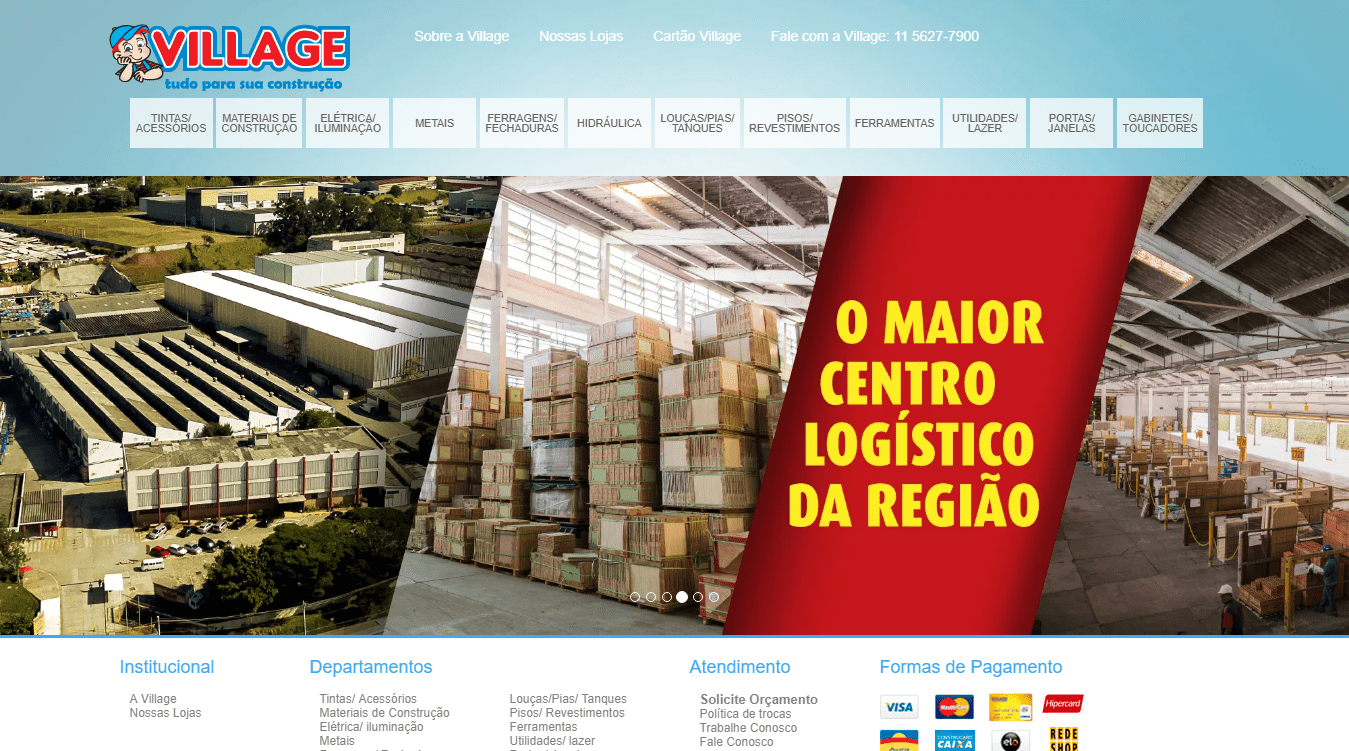 VILLAGE
tudo para sua construção
Sobre a Village Nossas Lojas Cartão Village Fale com a Village: 11 5627-7900
TINTAS/
ACESSÓRIOS
MATERIAIS DE
CONSTRUÇÃO
ELÉTRICA/
ILUMINAÇÃO
METAIS
FERRAGENS/
FECHADURAS
HIDRÁULICA
LOUÇAS/PIAS/
TANQUES
PISOS/
REVESTIMENTOS
FERRAMENTAS
UTILIDADES/
LAZER
PORTAS/
JANELAS
GABINETES/
TOUCADORES
O MAIOR
CENTRO
LOGÍSTICO
DA REGIÃO
Institucional
A Village
Nossas Lojas
Departamentos
Tintas/ Acessórios
Materiais de Construção
Elétrica/ iluminação
Metais
Louças/Pias/ Tanques
Pisos/ Revestimentos
Ferramentas
Utilidades/ lazer
Atendimento
Solicite Orçamento
Política de trocas
Trabalhe Conosco
Fale Conosco
Formas de Pagamento
VISA
MasterCard
Hipercard
CONSTRUCARD
CAIXA
elo
REDE
SHOP